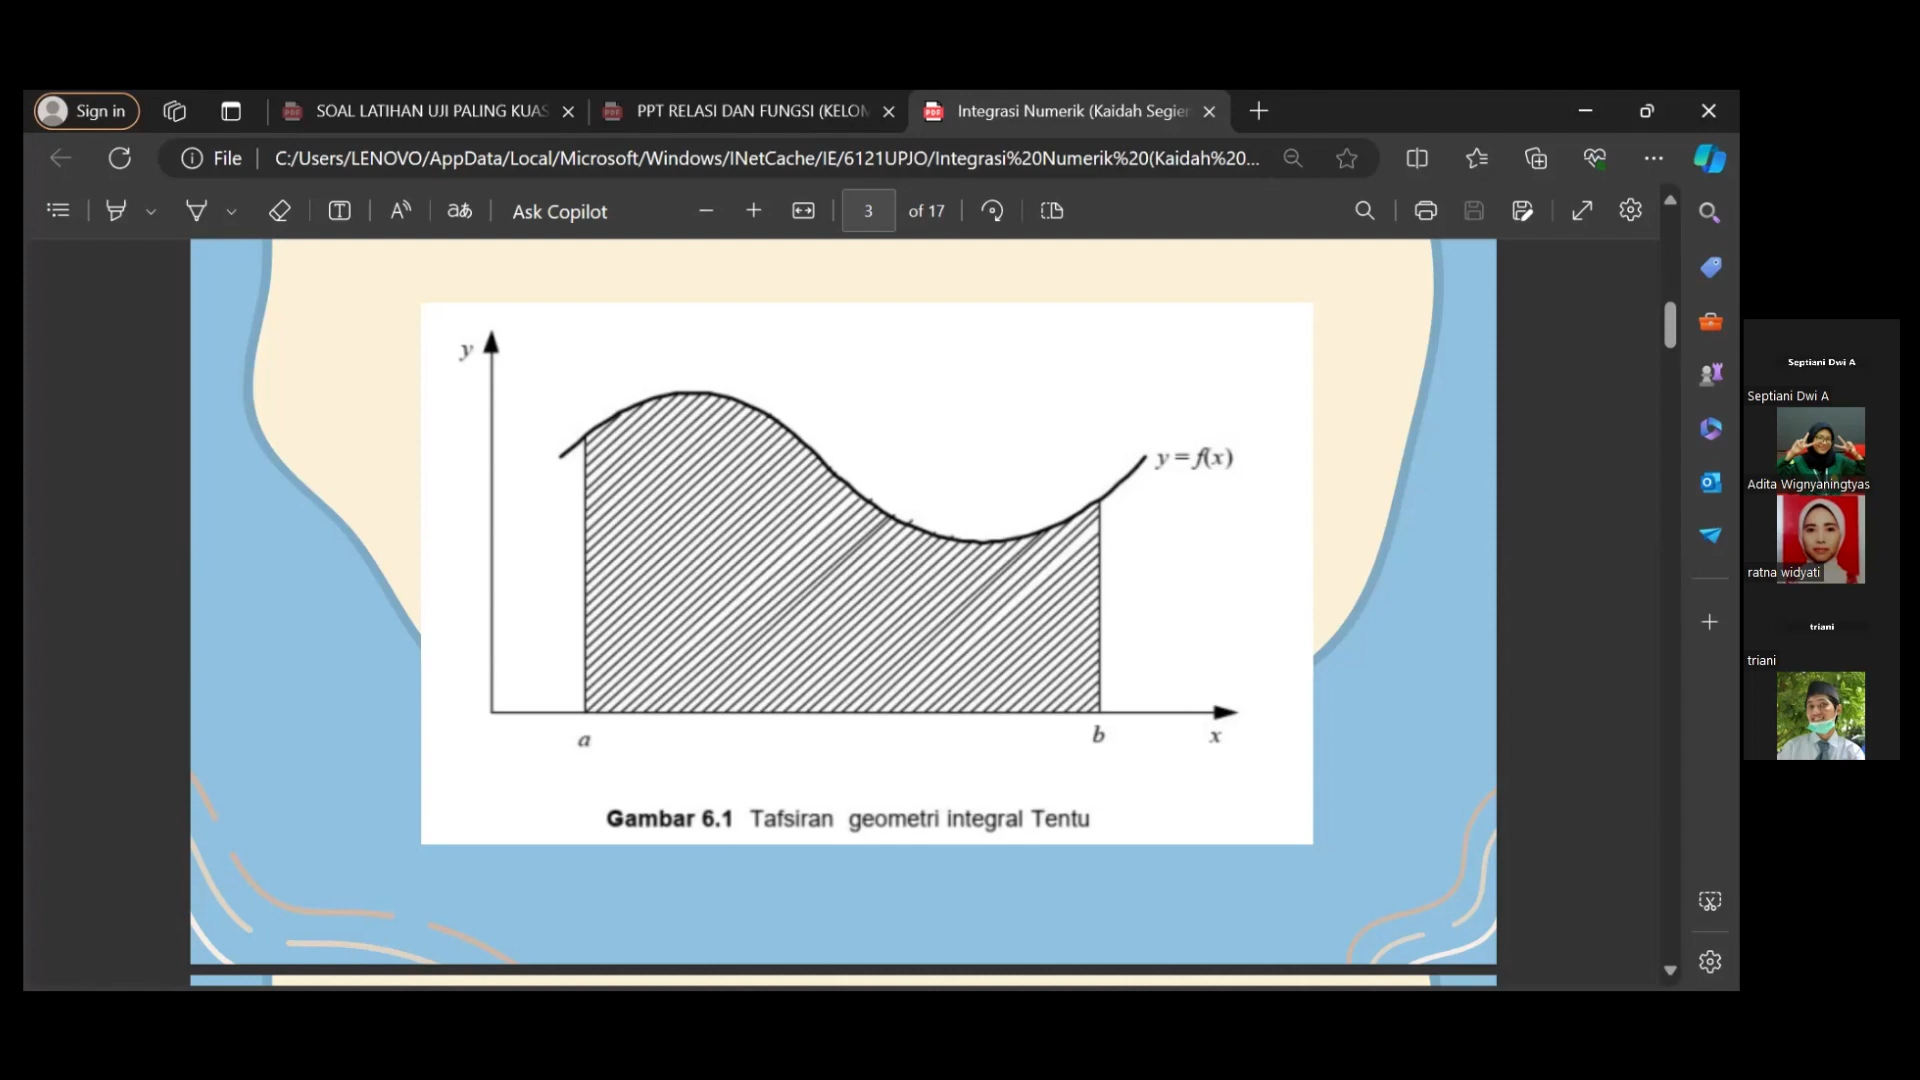 Sign in
SOAL LATIHAN UJI PALING KUAS
PPT RELASI DAN FUNGSI (KELOM
Integrasi Numerik (Kaidah Segien
File
C:/Users/LENOVO/AppData/Local/Microsoft/Windows/INetCache/IE/6121UPJO/Integrasi%20Numerik%20(Kaidah%20...
Ask Copilot
3 of 17
y
y = f(x)
a
b
x
Gambar 6.1 Tafsiran geometri integral Tentu
Septiani Dwi A
Septiani Dwi A
Adita Wignyaningtyas
ratna widyati
triani
triani